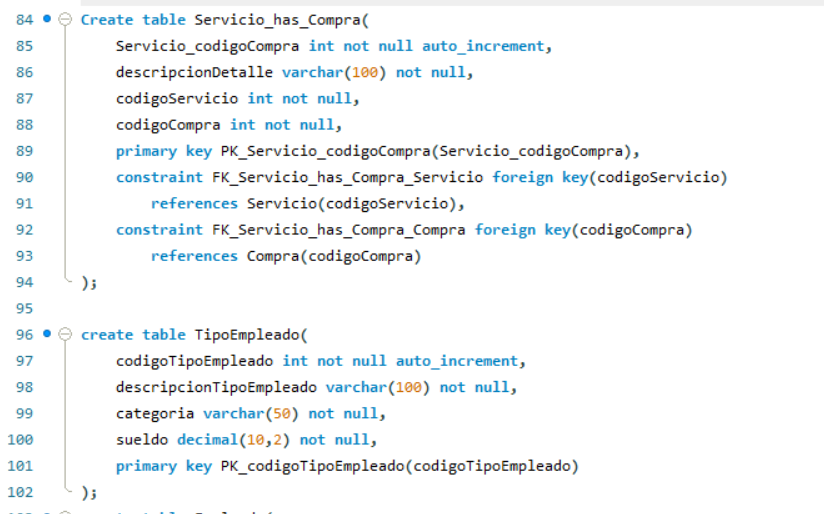 84 Create table Servicio_has_Compra(
85 Servicio_codigoCompra int not null auto_increment,
86 descripcionDetalle varchar(100) not null,
87 codigoServicio int not null,
88 codigoCompra int not null,
89 primary key PK_Servicio_codigoCompra(Servicio_codigoCompra),
90 constraint FK_Servicio_has_Compra_Servicio foreign key(codigoServicio)
91 references Servicio(codigoServicio),
92 constraint FK_Servicio_has_Compra_Compra foreign key(codigoCompra)
93 references Compra(codigoCompra)
94 );
95
96 create table TipoEmpleado(
97 codigoTipoEmpleado int not null auto_increment,
98 descripcionTipoEmpleado varchar(100) not null,
99 categoria varchar(50) not null,
100 sueldo decimal(10,2) not null,
101 primary key PK_codigoTipoEmpleado(codigoTipoEmpleado)
102 );